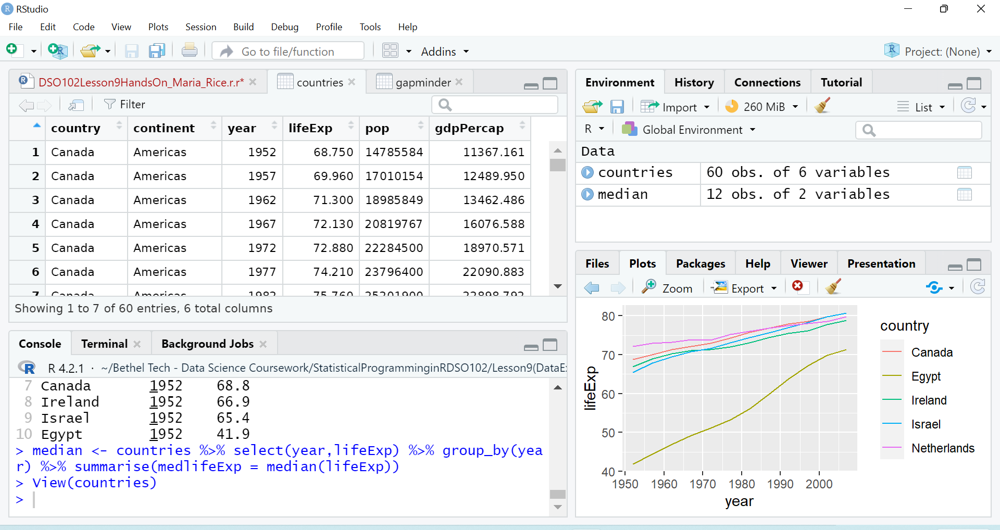 RStudio
File Edit Code View Plots Session Build Debug Profile Tools Help
Go to file/function Addins Project: (None)
DSO102Lesson9HandsOn_Maria_Rice.r.r* countries gapminder
Filter
country continent year lifeExp pop gdpPercap
1 Canada Americas 1952 68.750 14785584 11367.161
2 Canada Americas 1957 69.960 17010154 12489.950
3 Canada Americas 1962 71.300 18985849 13462.486
4 Canada Americas 1967 72.130 20819767 16076.588
5 Canada Americas 1972 72.880 22284500 18970.571
6 Canada Americas 1977 74.210 23796400 22090.883
7 Canada Americas 1982 75.760 25201900 22898.792
Showing 1 to 7 of 60 entries, 6 total columns
Console Terminal Background Jobs
R 4.2.1 · ~/Bethel Tech - Data Science Coursework/StatisticalProgramminginRDSO102/Lesson9(DataE
7 Canada 1952 68.8
8 Ireland 1952 66.9
9 Israel 1952 65.4
10 Egypt 1952 41.9
> median <- countries %>% select(year,lifeExp) %>% group_by(yea
r) %>% summarise(medlifeExp = median(lifeExp))
> View(countries)
>
Environment History Connections Tutorial
Import 260 MiB List
R Global Environment
Data
countries 60 obs. of 6 variables
median 12 obs. of 2 variables
Files Plots Packages Help Viewer Presentation
Zoom Export
80
70
60
50
40
lifeExp
1950 1960 1970 1980 1990 2000
year
country
Canada
Egypt
Ireland
Israel
Netherlands